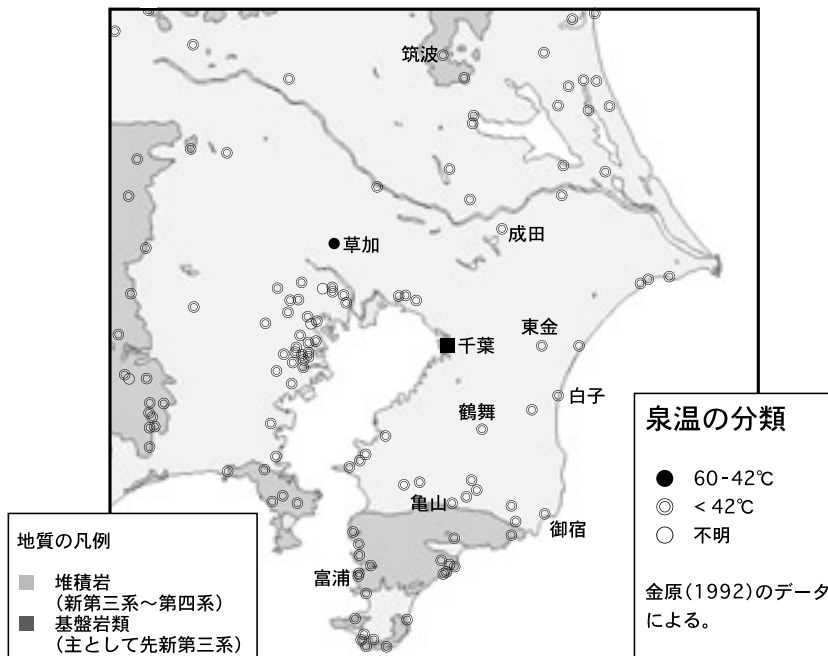 筑波
成田
草加
東金
千葉
白子
鶴舞
亀山
御宿
富浦
泉温の分類
60-42℃
<42℃
不明
金原(1992)のデータ
による。
地質の凡例
堆積岩
(新第三系～第四系)
基盤岩類
(主として先新第三系)